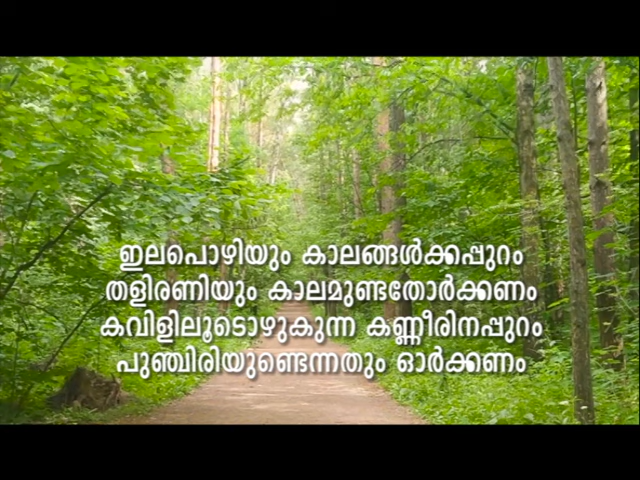 ഇലപൊഴിയും കാലങ്ങൾക്കപ്പുറം
തളിരണിയും കാലമുണ്ടതോർക്കണം
കവിളിലൂടൊഴുകുന്ന കണ്ണീരിനപ്പുറം
പുഞ്ചിരിയുണ്ടെന്നതും ഓർക്കണം